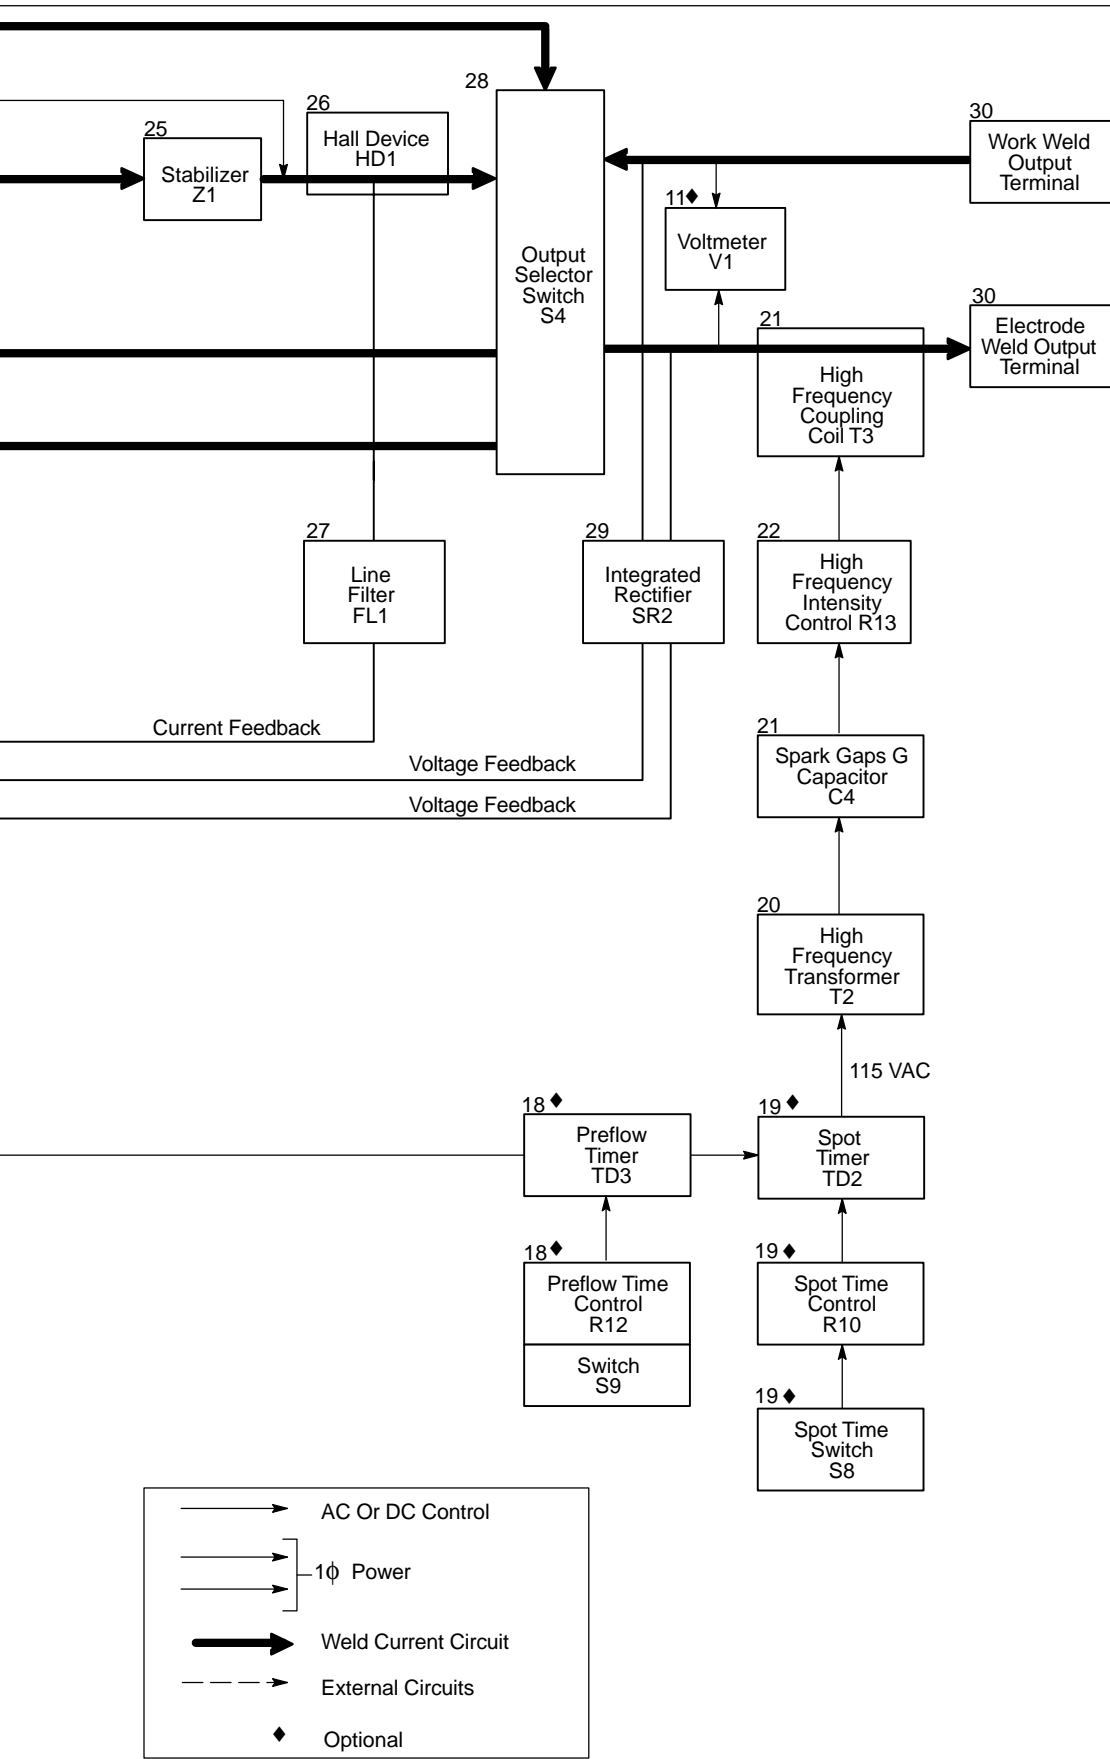 28
26
Hall Device
HD1
25
Stabilizer
Z1
30
Work Weld
Output
Terminal
11♦
Voltmeter
V1
Output
Selector
Switch
S4
30
Electrode
Weld Output
Terminal
21
High
Frequency
Coupling
Coil T3
27
Line
Filter
FL1
29
Integrated
Rectifier
SR2
22
High
Frequency
Intensity
Control R13
Current Feedback
Voltage Feedback
Voltage Feedback
21
Spark Gaps G
Capacitor
C4
20
High
Frequency
Transformer
T2
115 VAC
18♦
Preflow
Timer
TD3
19♦
Spot
Timer
TD2
18♦
Preflow Time
Control
R12
Switch
S9
19♦
Spot Time
Control
R10
19♦
Spot Time
Switch
S8
AC Or DC Control
1ϕ Power
Weld Current Circuit
External Circuits
♦ Optional